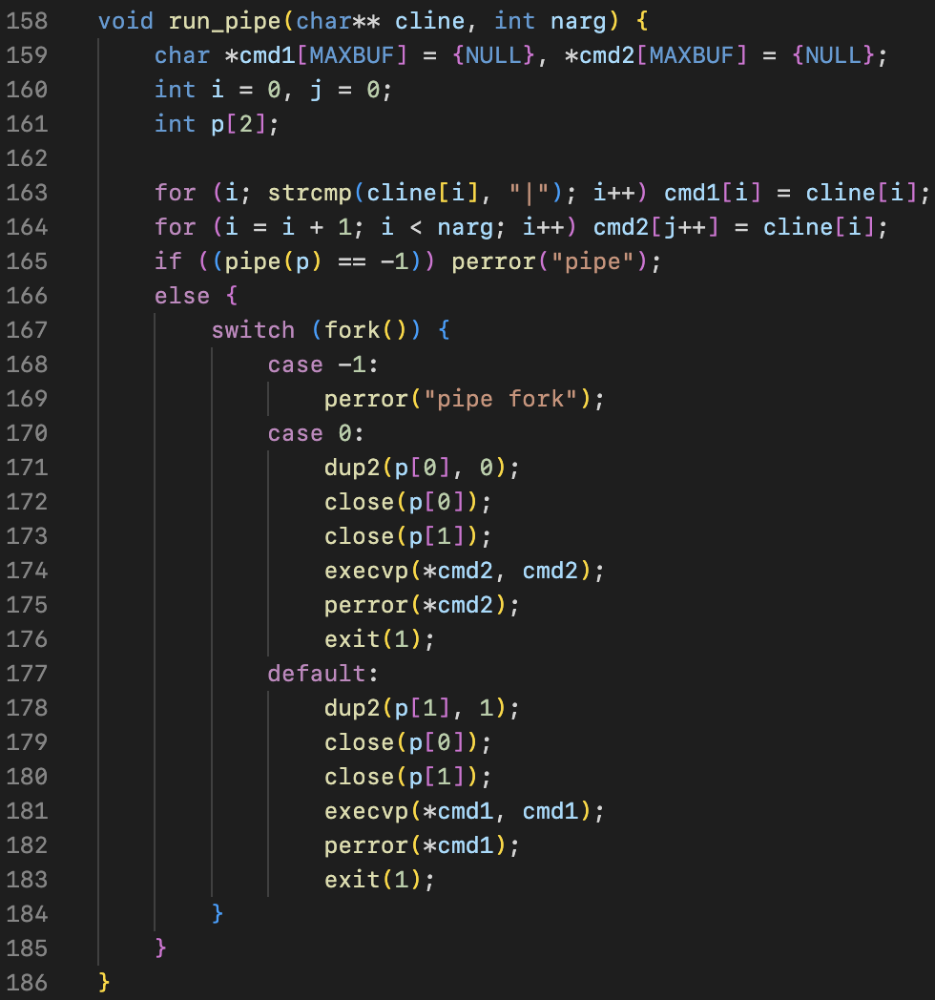 158 void run_pipe(char** cline, int narg) {
159     char *cmd1[MAXBUF] = {NULL}, *cmd2[MAXBUF] = {NULL};
160     int i = 0, j = 0;
161     int p[2];
162
163     for (i; strcmp(cline[i], "|"); i++) cmd1[i] = cline[i];
164     for (i = i + 1; i < narg; i++) cmd2[j++] = cline[i];
165     if ((pipe(p) == -1)) perror("pipe");
166     else {
167         switch (fork()) {
168             case -1:
169                 perror("pipe fork");
170             case 0:
171                 dup2(p[0], 0);
172                 close(p[0]);
173                 close(p[1]);
174                 execvp(*cmd2, cmd2);
175                 perror(*cmd2);
176                 exit(1);
177             default:
178                 dup2(p[1], 1);
179                 close(p[0]);
180                 close(p[1]);
181                 execvp(*cmd1, cmd1);
182                 perror(*cmd1);
183                 exit(1);
184         }
185     }
186 }